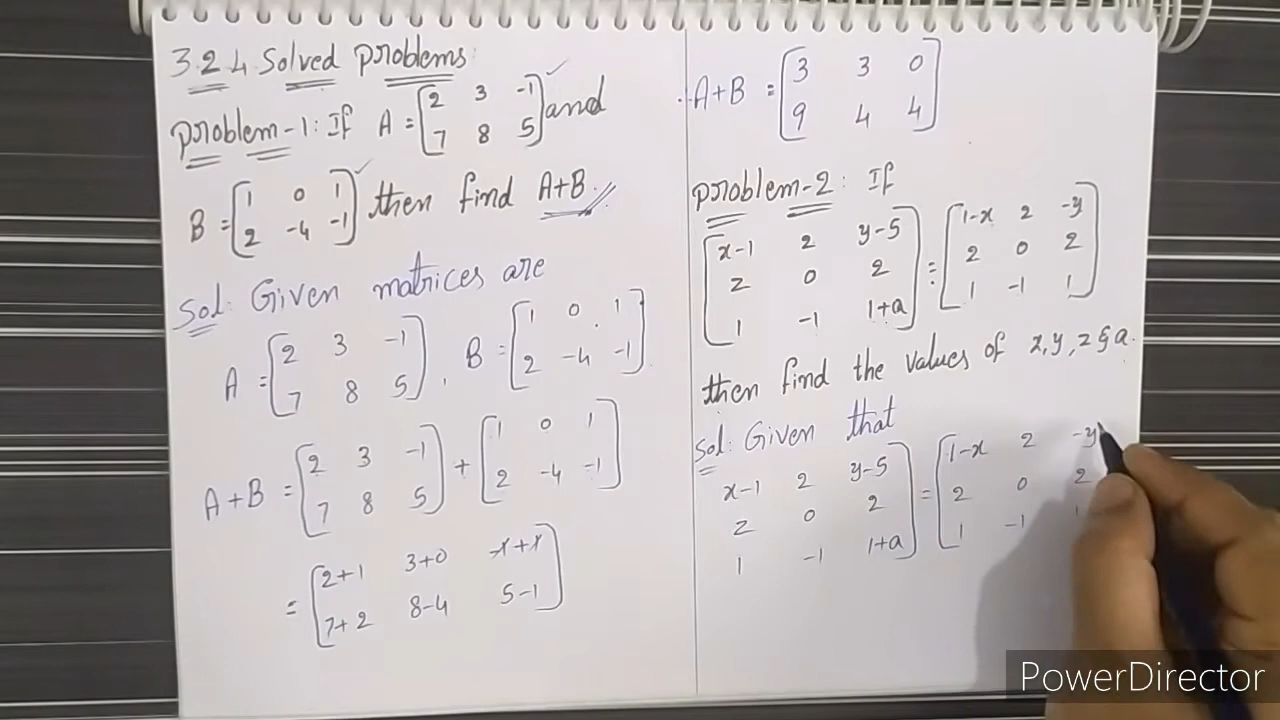 3.2.4 Solved problems:
problem-1: If A = [2 3 -1
7 8 5] and
B = [1 0 1
2 -4 -1] then find A+B.
Sol: Given matrices are
A = [2 3 -1
7 8 5], B = [1 0 1
2 -4 -1]
A+B = [2 3 -1
7 8 5] + [1 0 1
2 -4 -1]
= [2+1 3+0 -1+1
7+2 8-4 5-1]
∴ A+B = [3 3 0
9 4 4]
problem-2: If
[x-1 2 y-5
z 0 2
1 -1 1+a] = [1-x 2 -y
2 0 2
1 -1 1]
then find the values of x, y, z & a.
Sol: Given that
x-1 2 y-5
z 0 2
1 -1 1+a] = [1-x 2 -y
2 0 2
1 -1 1
PowerDirector